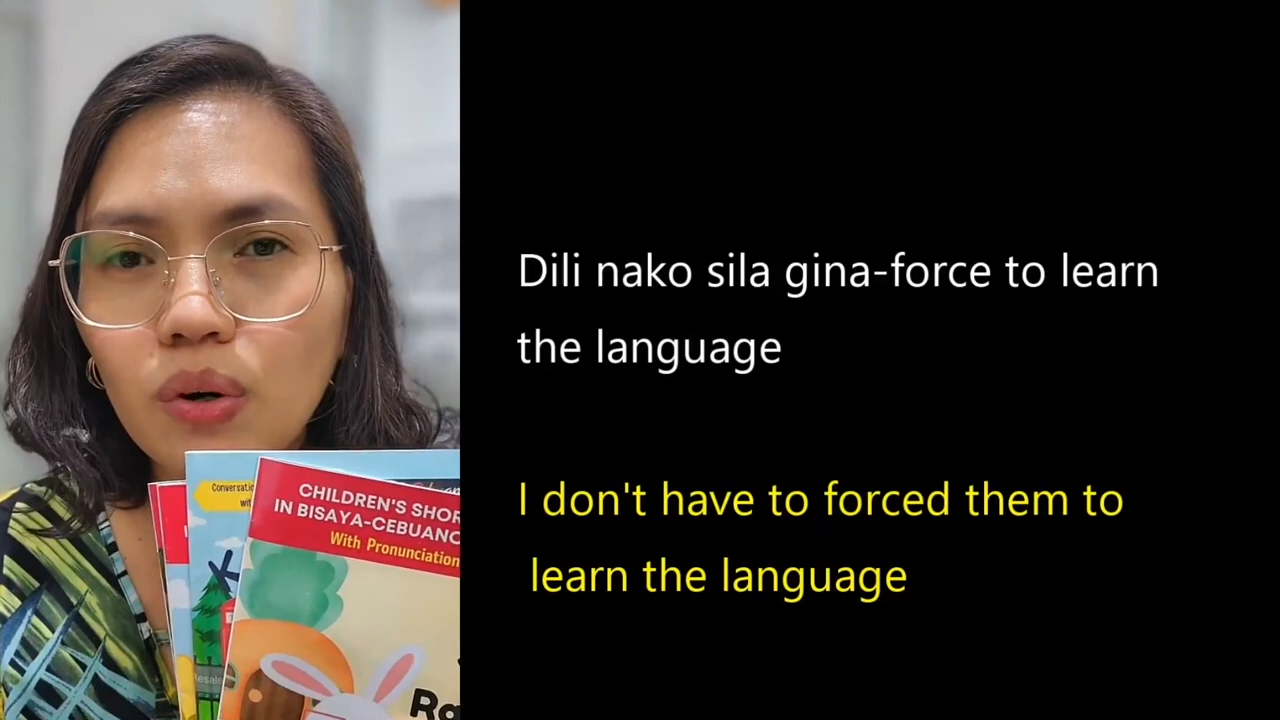 Dili nako sila gina-force to learn
the language
I don't have to forced them to
learn the language
CHILDREN'S
IN BISAYA-CEBUANO
With Pronunciation